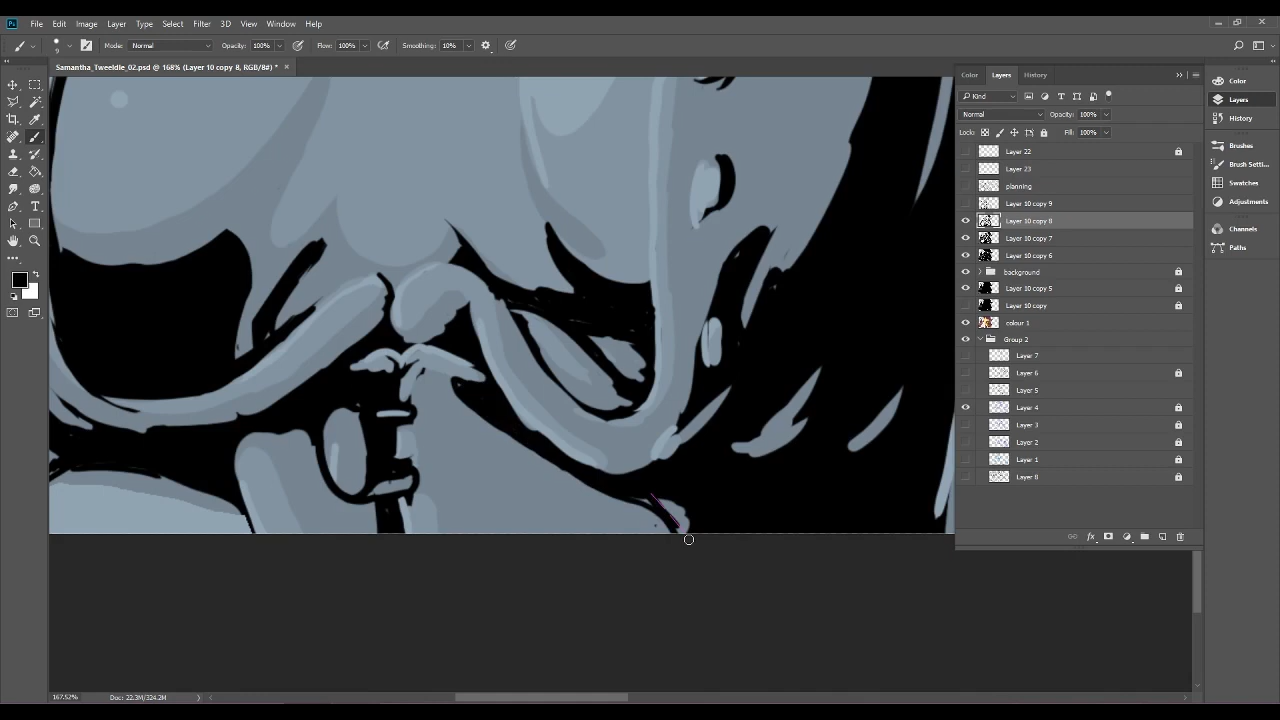 Ps File Edit Image Layer Type Select Filter 3D View Window Help
9 Mode: Normal Opacity: 100% Flow: 100% Smoothing: 10%
Samantha_Tweeldle_02.psd @ 168% (Layer 10 copy 8, RGB/8#) *
Color Layers History
Kind
Normal Opacity: 100%
Lock: Fill: 100%
Layer 22
Layer 23
planning
Layer 10 copy 9
Layer 10 copy 8
Layer 10 copy 7
Layer 10 copy 6
background
Layer 10 copy 5
Layer 10 copy
colour 1
Group 2
Layer 7
Layer 6
Layer 5
Layer 4
Layer 3
Layer 2
Layer 1
Layer 8
fx
Color
Layers
History
Brushes
Brush Setti...
Swatches
Adjustments
Channels
Paths
167.52% Doc: 22.3M/324.2M